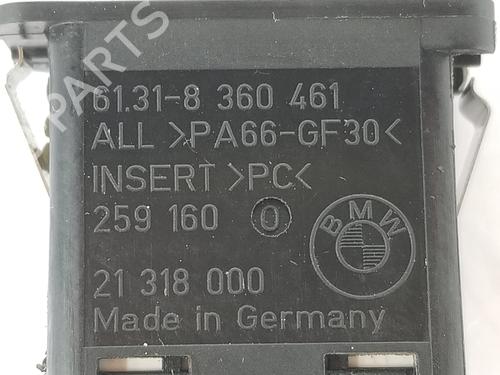 PARTS
61.31-8 360 461
ALL >PA66-GF30<
INSERT >PC<
259 160 0
BMW
21 318 000
Made in Germany